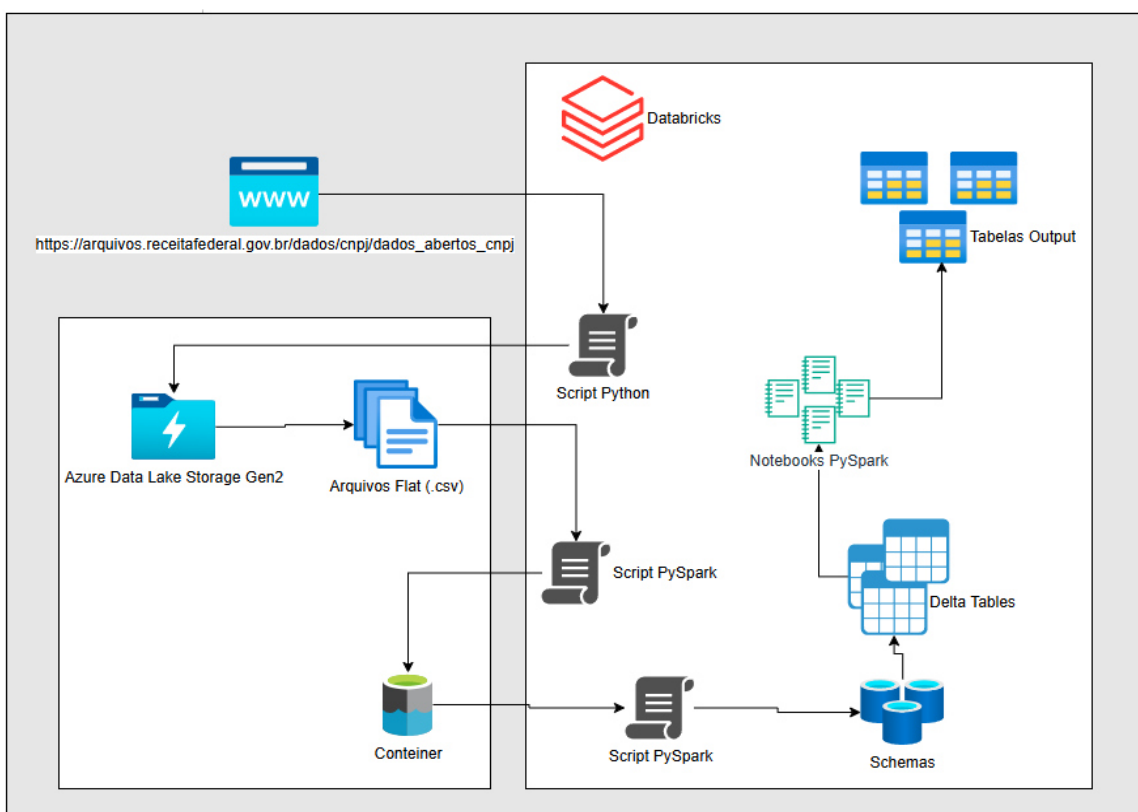 Databricks
WWW
https://arquivos.receitafederal.gov.br/dados/cnpj/dados_abertos_cnpj
Tabelas Output
Script Python
Azure Data Lake Storage Gen2
Arquivos Flat (.csv)
Notebooks PySpark
Script PySpark
Delta Tables
Conteiner
Script PySpark
Schemas